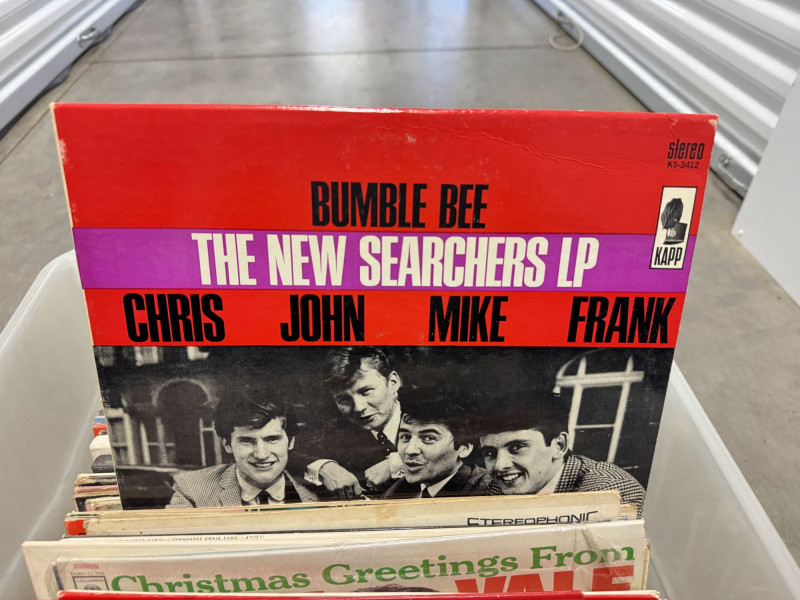 stereo
KS-3412
BUMBLE BEE
THE NEW SEARCHERS LP
KAPP
CHRIS JOHN MIKE FRANK
STEREOPHONIC
Christmas Greetings From